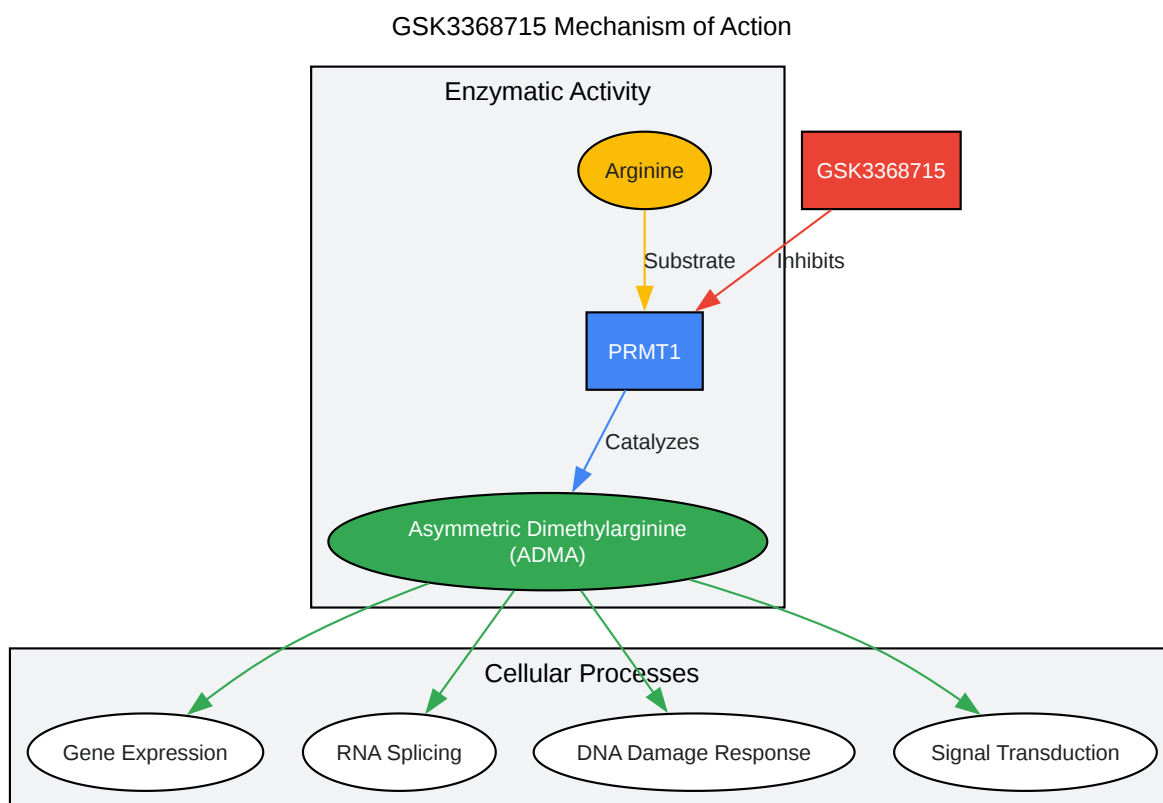 GSK3368715 Mechanism of Action
Enzymatic Activity
Arginine
GSK3368715
Substrate
Inhibits
PRMT1
Catalyzes
Asymmetric Dimethylarginine
(ADMA)
Cellular Processes
Gene Expression
RNA Splicing
DNA Damage Response
Signal Transduction